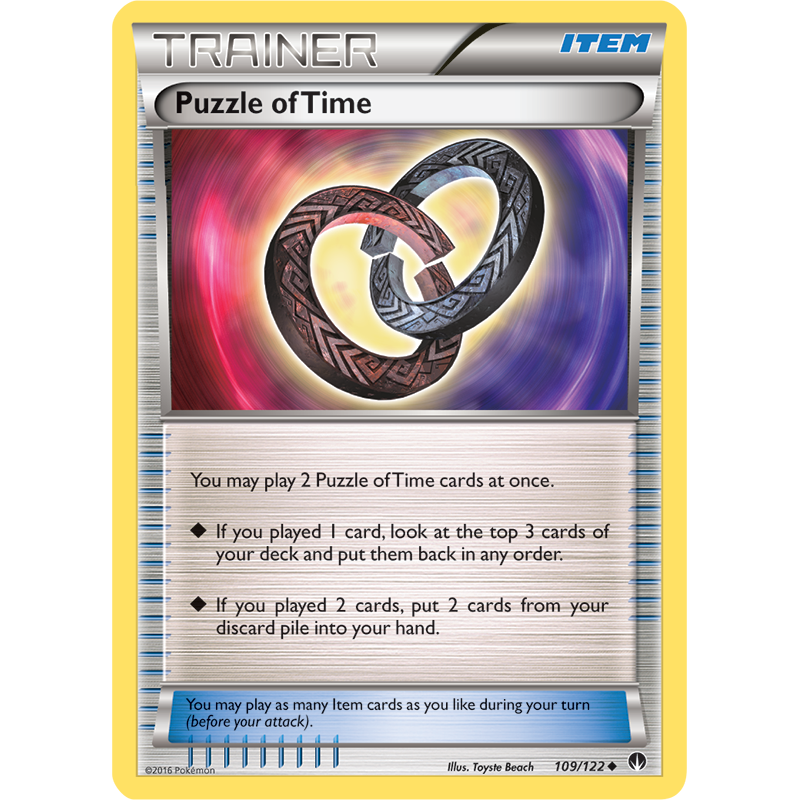 TRAINER
ITEM
Puzzle of Time
You may play 2 Puzzle of Time cards at once.
◆ If you played 1 card, look at the top 3 cards of
your deck and put them back in any order.
◆ If you played 2 cards, put 2 cards from your
discard pile into your hand.
You may play as many Item cards as you like during your turn
(before your attack).
©2016 Pokémon
Illus. Toyste Beach
109/122 ◆